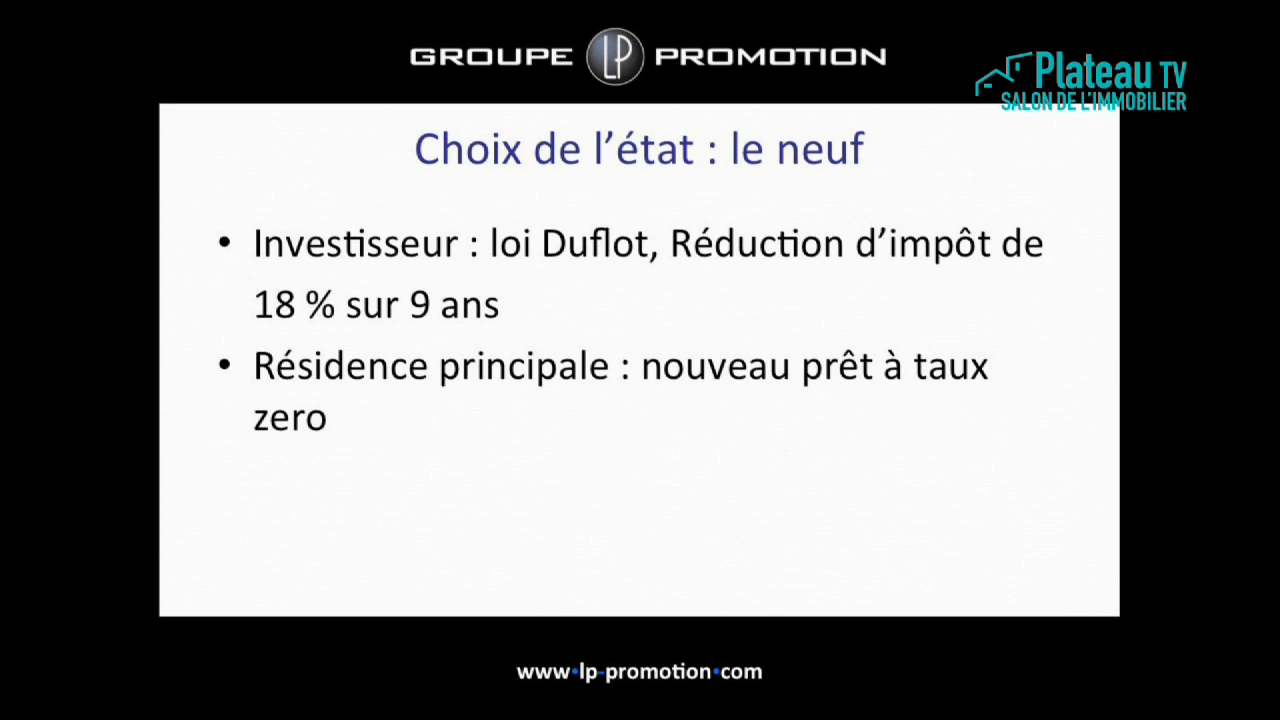 GROUPE LP PROMOTION
Plateau TV
SALON DE L'IMMOBILIER
Choix de l’état : le neuf
• Investisseur : loi Duflot, Réduction d’impôt de
18 % sur 9 ans
• Résidence principale : nouveau prêt à taux
zero
www•lp-promotion•com